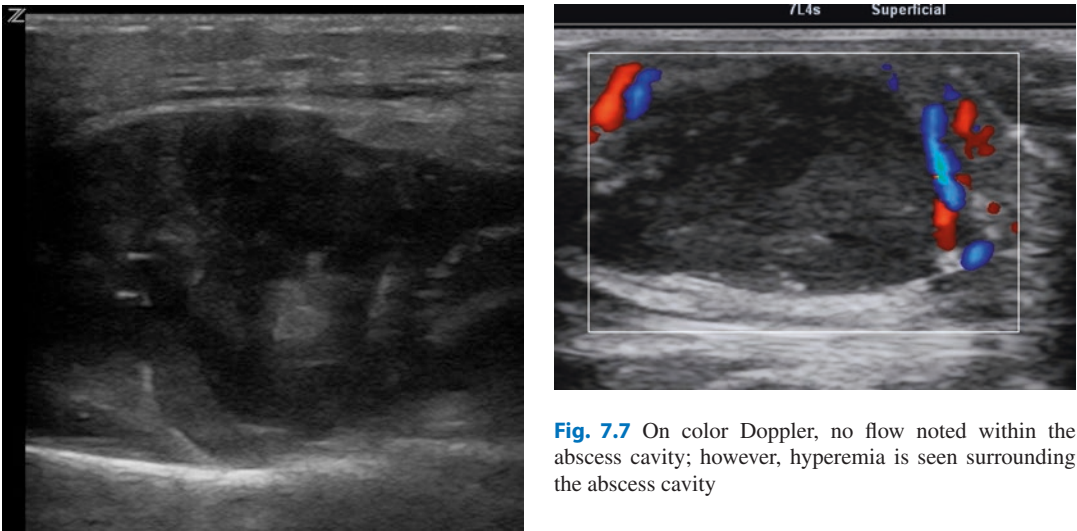 Z
7L4s Superficial
Fig. 7.7 On color Doppler, no flow noted within the
abscess cavity; however, hyperemia is seen surrounding
the abscess cavity